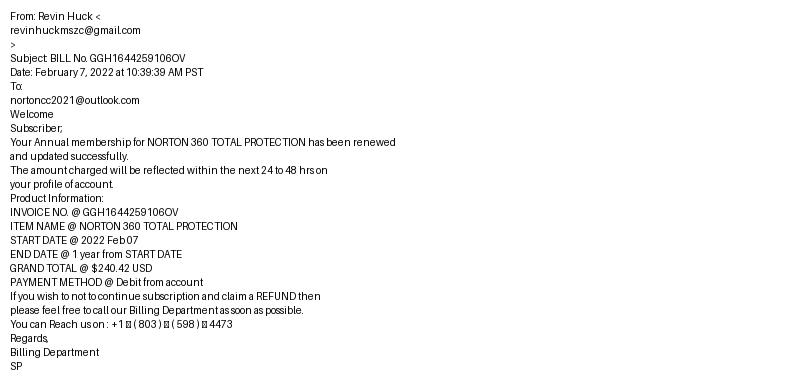 From: Revin Huck <
revinhuckmszc@gmail.com
>
Subject: BILL No. GGH1644259106OV
Date: February 7, 2022 at 10:39:39 AM PST
To:
nortoncc2021@outlook.com
Welcome
Subscriber;
Your Annual membership for NORTON 360 TOTAL PROTECTION has been renewed
and updated successfully.
The amount charged will be reflected within the next 24 to 48 hrs on
your profile of account.
Product Information:
INVOICE NO. @ GGH1644259106OV
ITEM NAME @ NORTON 360 TOTAL PROTECTION
START DATE @ 2022 Feb 07
END DATE @ 1 year from START DATE
GRAND TOTAL @ $240.42 USD
PAYMENT METHOD @ Debit from account
If you wish to not to continue subscription and claim a REFUND then
please feel free to call our Billing Department as soon as possible.
You can Reach us on : +1 ▯ ( 803 ) ▯ ( 598 ) ▯ 4473
Regards,
Billing Department
SP